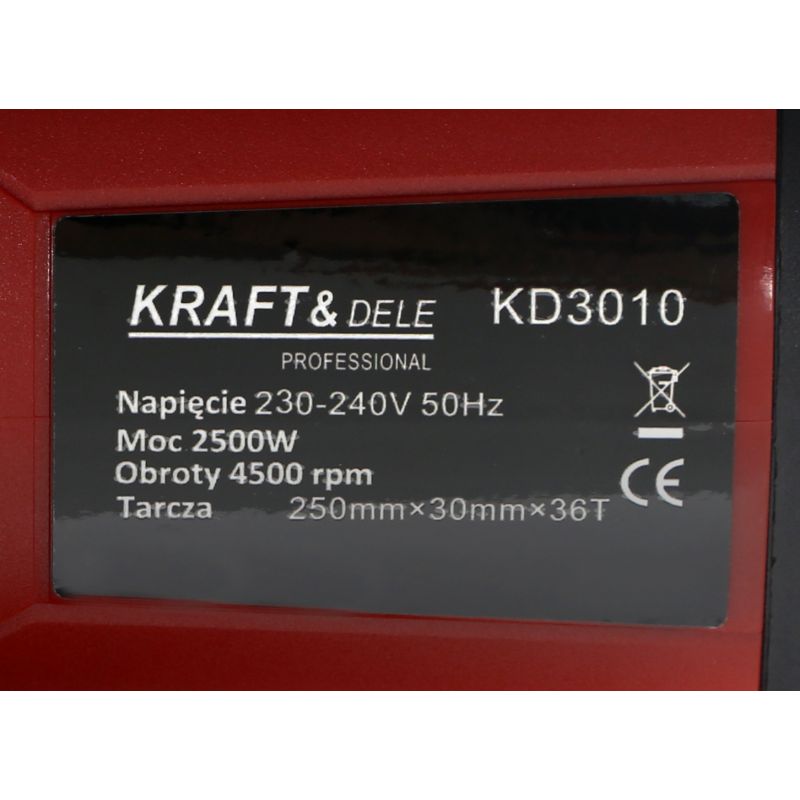 KRAFT & DELE KD3010
PROFESSIONAL
Napięcie 230-240V 50Hz
Moc 2500W
Obroty 4500 rpm
Tarcza 250mm×30mm×36T
CE